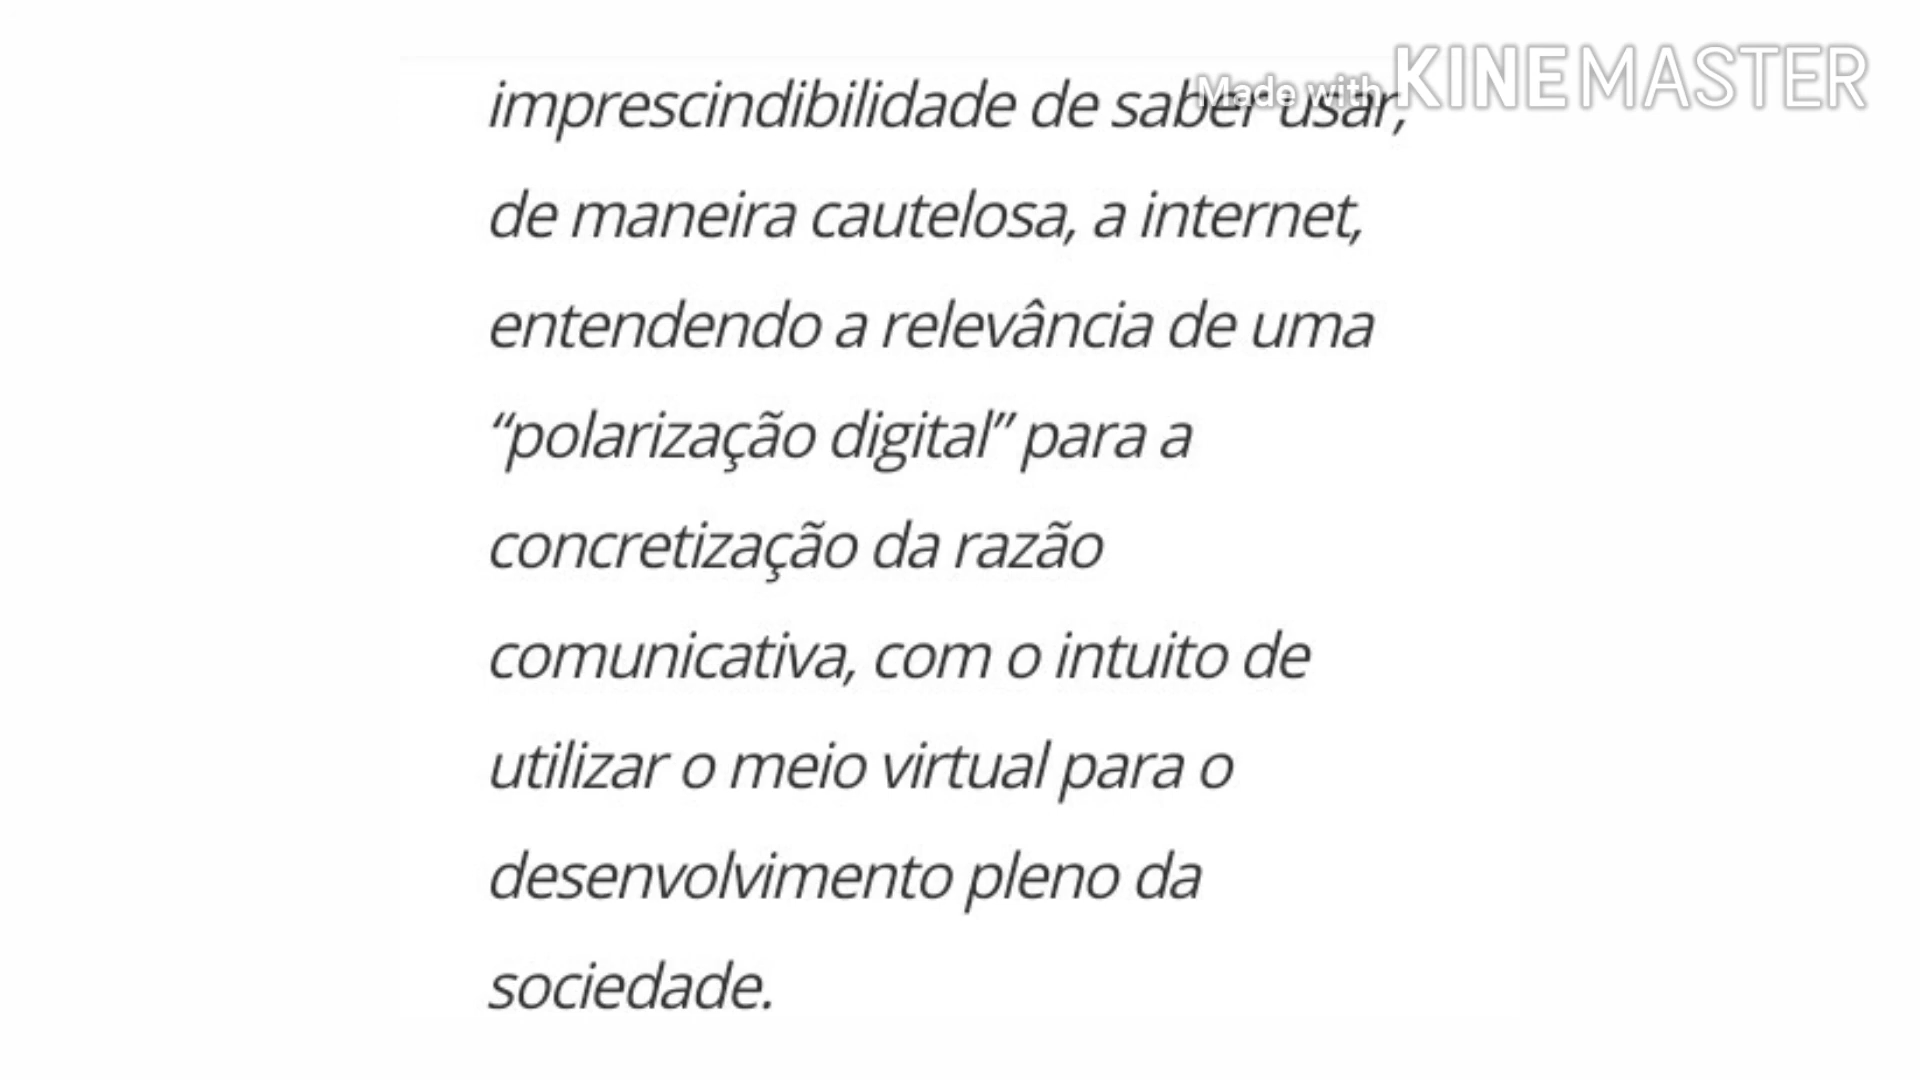 Made with KINEMASTER
imprescindibilidade de saber usar,
de maneira cautelosa, a internet,
entendendo a relevância de uma
“polarização digital” para a
concretização da razão
comunicativa, com o intuito de
utilizar o meio virtual para o
desenvolvimento pleno da
sociedade.